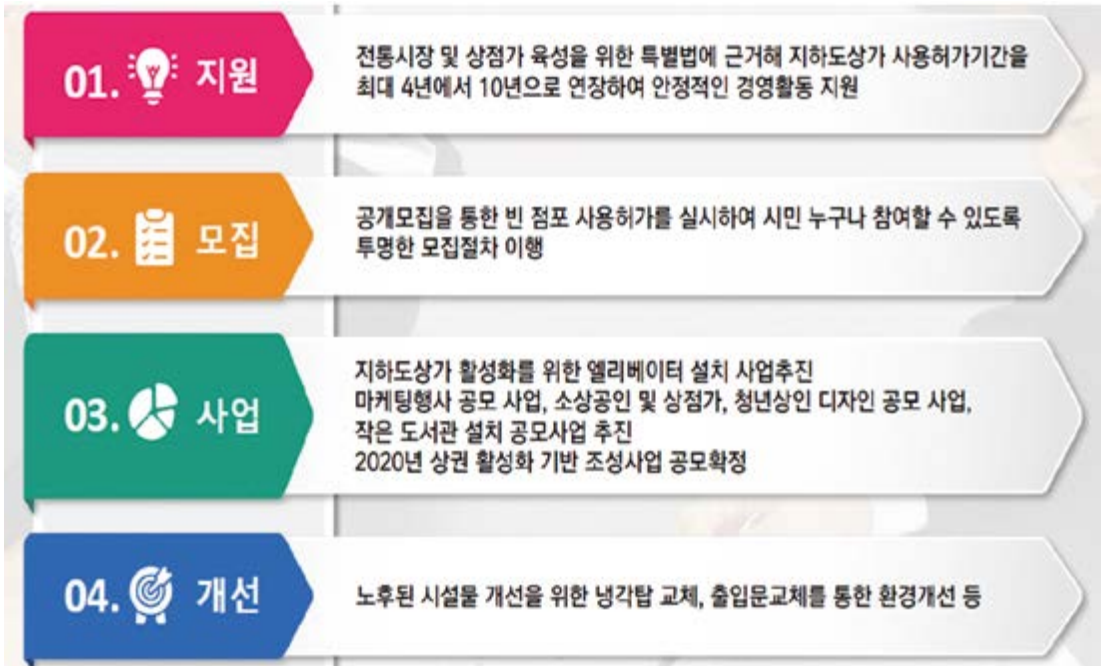 01. 지원
전통시장 및 상점가 육성을 위한 특별법에 근거해 지하도상가 사용허가기간을
최대 4년에서 10년으로 연장하여 안정적인 경영활동 지원
02. 모집
공개모집을 통한 빈 점포 사용허가를 실시하여 시민 누구나 참여할 수 있도록
투명한 모집절차 이행
03. 사업
지하도상가 활성화를 위한 엘리베이터 설치 사업추진
마케팅행사 공모 사업, 소상공인 및 상점가, 청년상인 디자인 공모 사업,
작은 도서관 설치 공모사업 추진
2020년 상권 활성화 기반 조성사업 공모확정
04. 개선
노후된 시설물 개선을 위한 냉각탑 교체, 출입문교체를 통한 환경개선 등